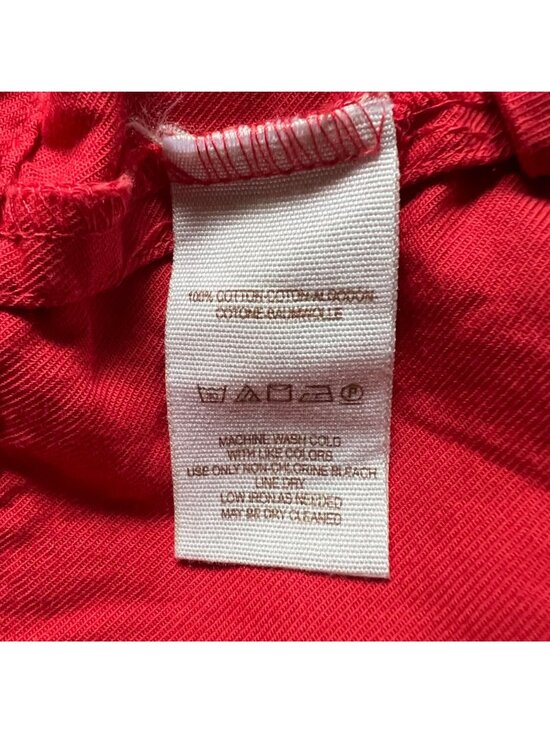 100% COTTON-COTON-ALGODON
COTONE-BAUMWOLLE
P
MACHINE WASH COLD
WITH LIKE COLORS
USE ONLY NON-CHLORINE BLEACH
LINE DRY
LOW IRON AS NEEDED
MAY BE DRY CLEANED